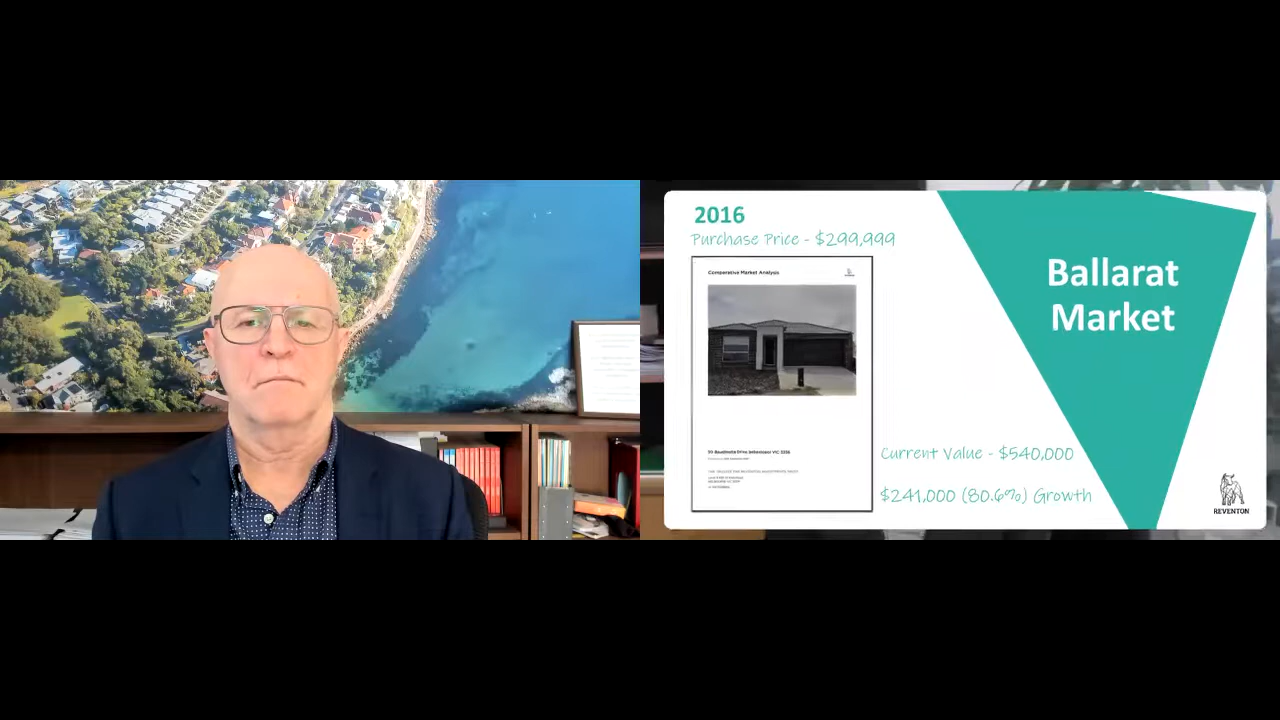 2016
Purchase Price - $299,999
Comparative Market Analysis
Ballarat
Market
Current Value - $540,000
$241,000 (80.6%) Growth
REVENTON